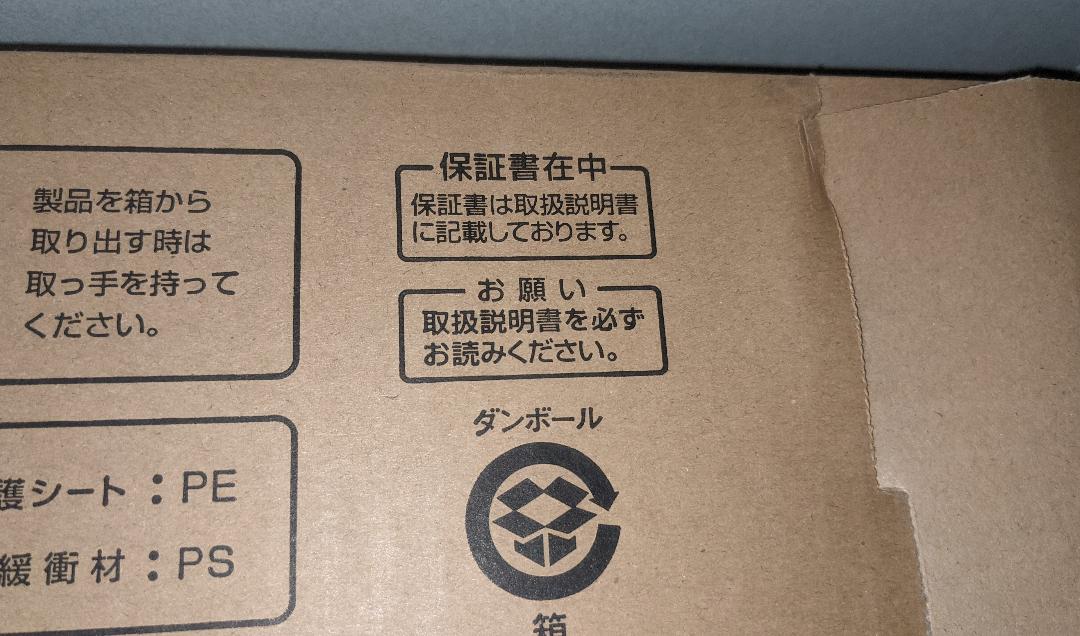 製品を箱から
取り出す時は
取っ手を持って
ください。
保証書在中
保証書は取扱説明書
に記載しております。
お願い
取扱説明書を必ず
お読みください。
護シート：PE
緩衝材：PS
ダンボール
箱